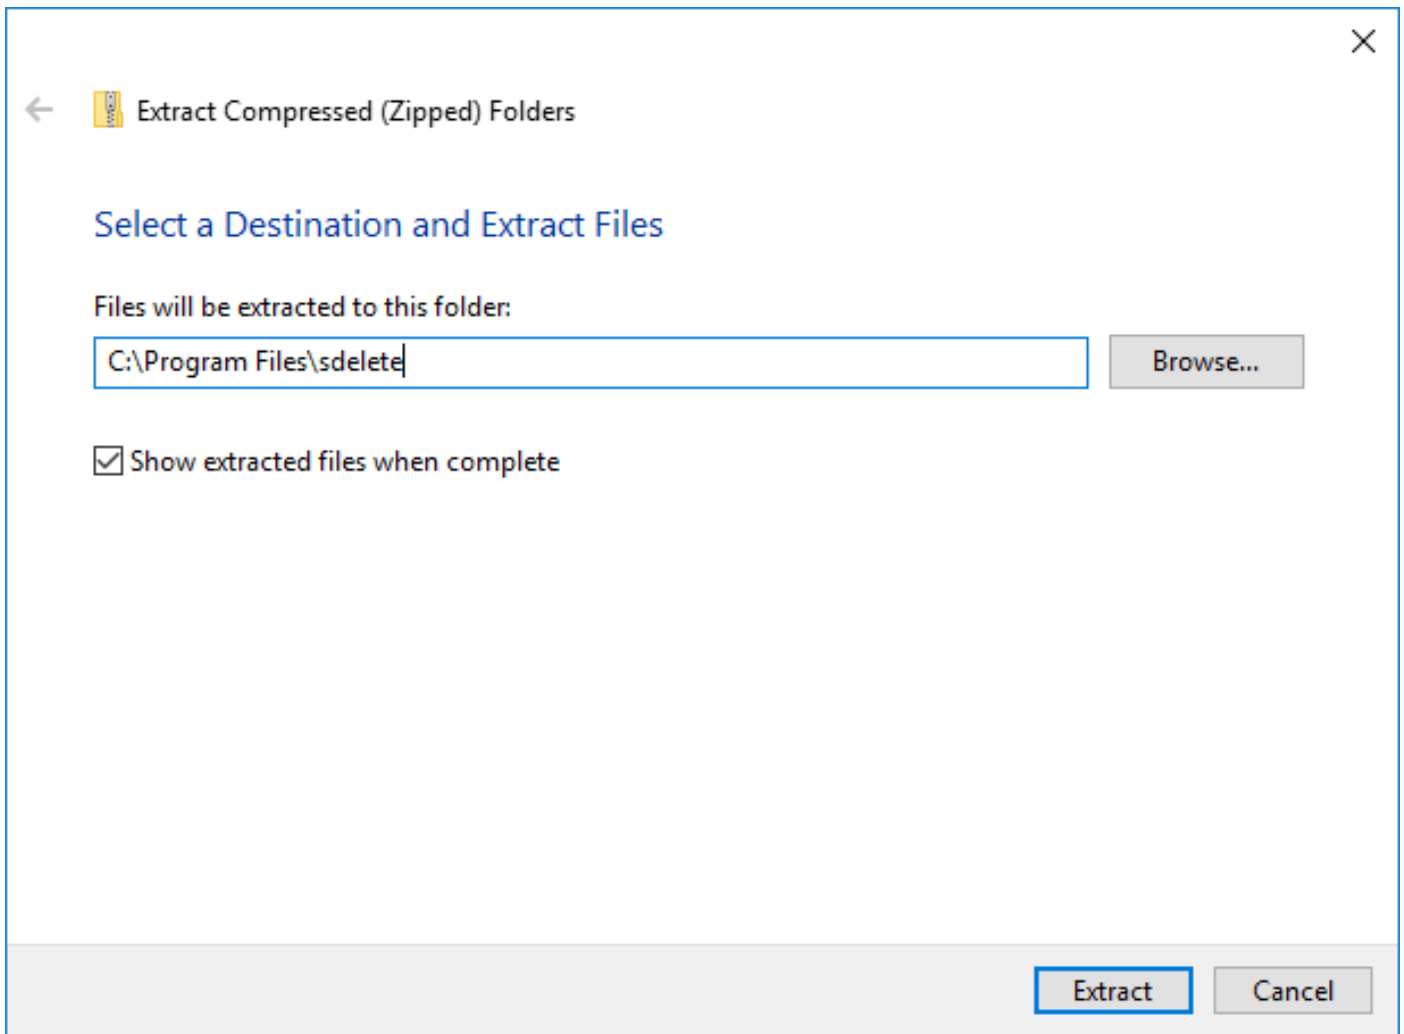 Extract Compressed (Zipped) Folders
Select a Destination and Extract Files
Files will be extracted to this folder:
C:\Program Files\sdelete
Browse...
Show extracted files when complete
Extract
Cancel